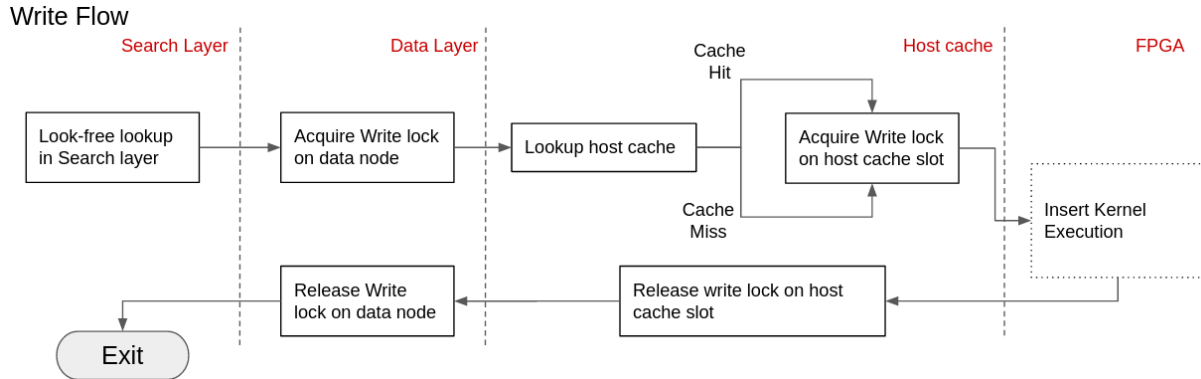 Write Flow
Search Layer
Data Layer
Host cache
FPGA
Cache
Hit
Look-free lookup
in Search layer
Acquire Write lock
on data node
Lookup host cache
Acquire Write lock
on host cache slot
Cache
Miss
Insert Kernel
Execution
Release Write
lock on data node
Release write lock on host
cache slot
Exit